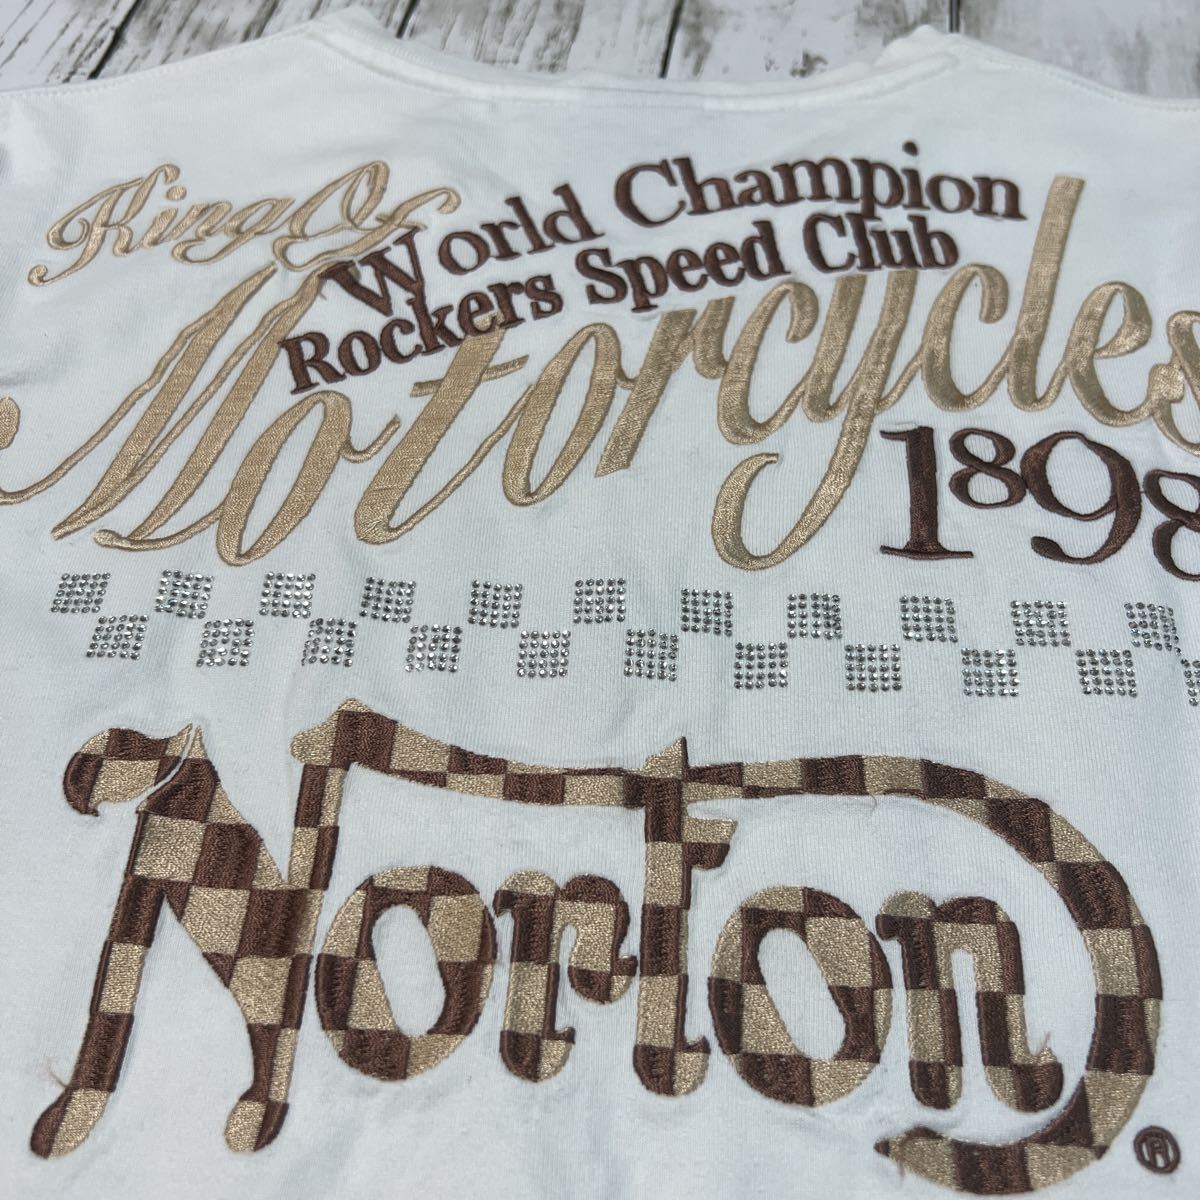 King Of
World Champion
Rockers Speed Club
Motorcycles
1898
Norton
®